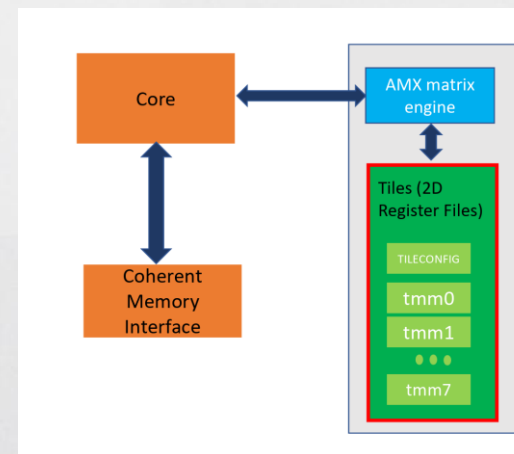 Core
AMX matrix
engine
Tiles (2D
Register Files)
TILECONFIG
tmm0
tmm1
tmm7
Coherent
Memory
Interface